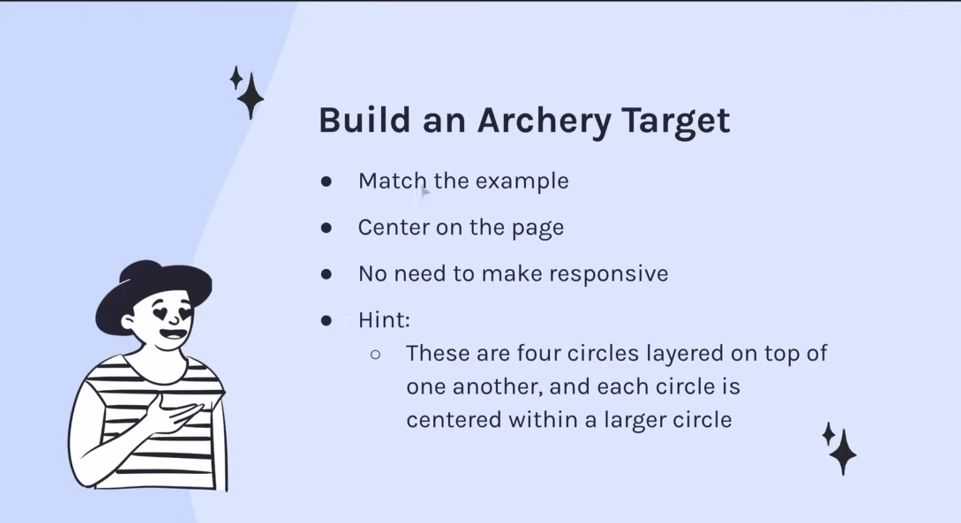 Build an Archery Target
● Match the example
● Center on the page
● No need to make responsive
● Hint:
○ These are four circles layered on top of
one another, and each circle is
centered within a larger circle